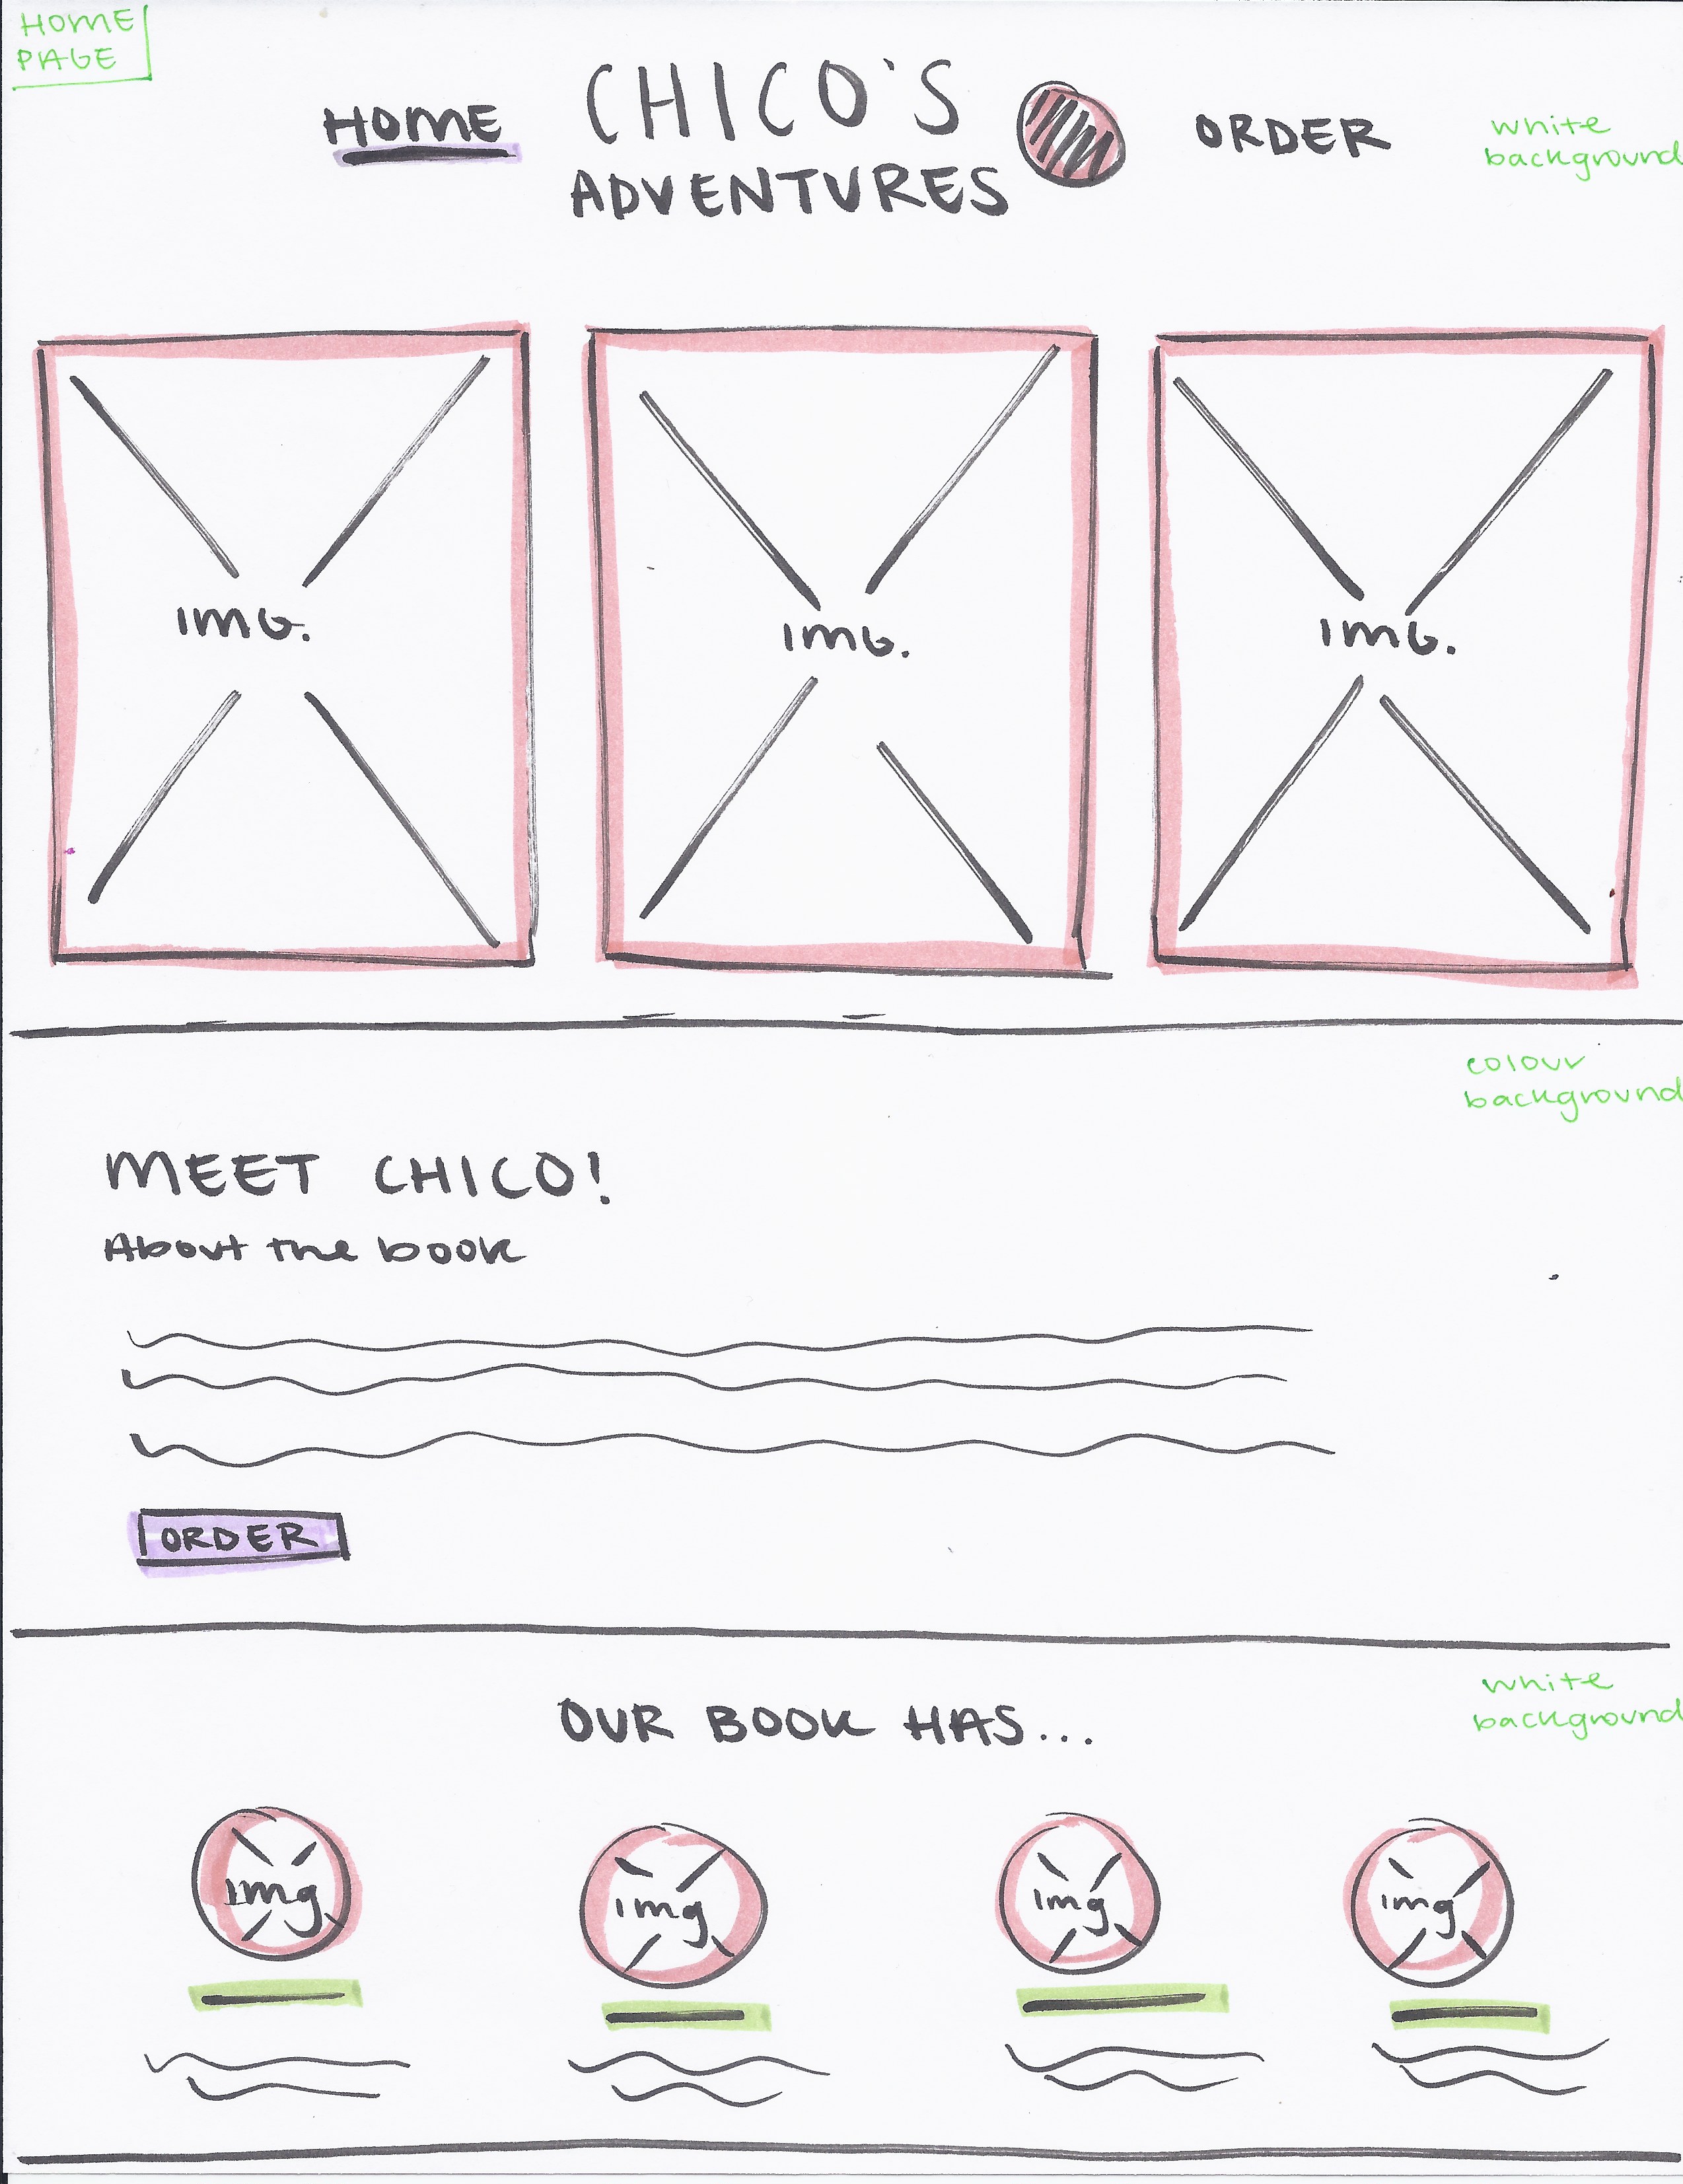 HOME
PAGE
HOME
CHICO'S
ADVENTURES
ORDER
white
background
IMG.
IMG.
IMG.
colour
background
MEET CHICO!
About the book
ORDER
white
background
OUR BOOK HAS...
img
img
img
img